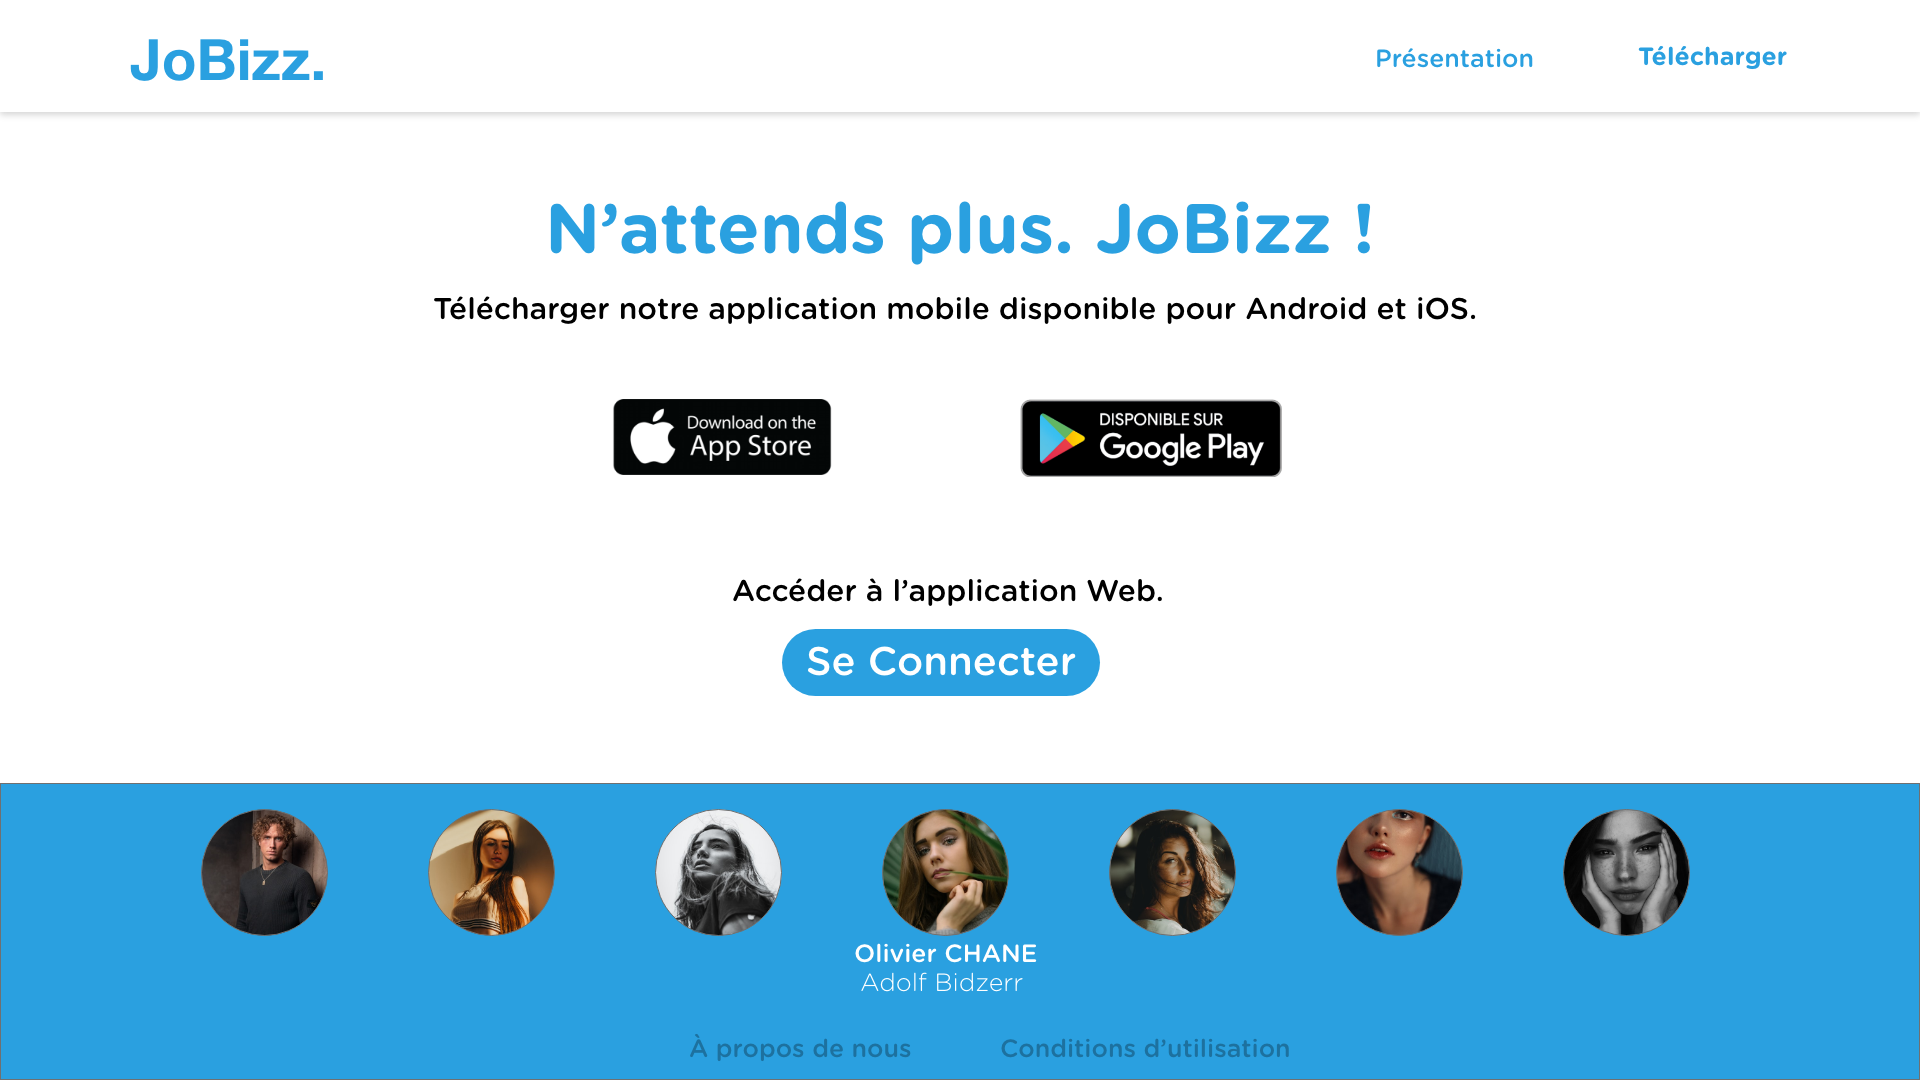 JoBizz.
Présentation
Télécharger
N’attends plus. JoBizz !
Télécharger notre application mobile disponible pour Android et iOS.
Download on the
App Store
DISPONIBLE SUR
Google Play
Accéder à l’application Web.
Se Connecter
Olivier CHANE
Adolf Bidzerr
À propos de nous
Conditions d’utilisation